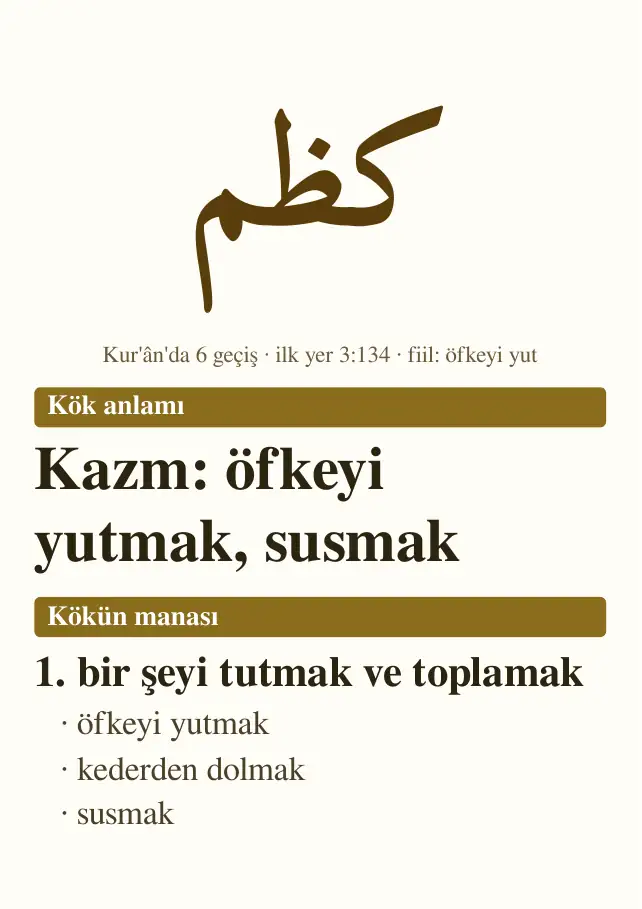 كظم
Kur'ân'da 6 geçiş · ilk yer 3:134 · fiil: öfkeyi yut
Kök anlamı
Kazm: öfkeyi
yutmak, susmak
Kökün manası
1. bir şeyi tutmak ve toplamak
· öfkeyi yutmak
· kederden dolmak
· susmak